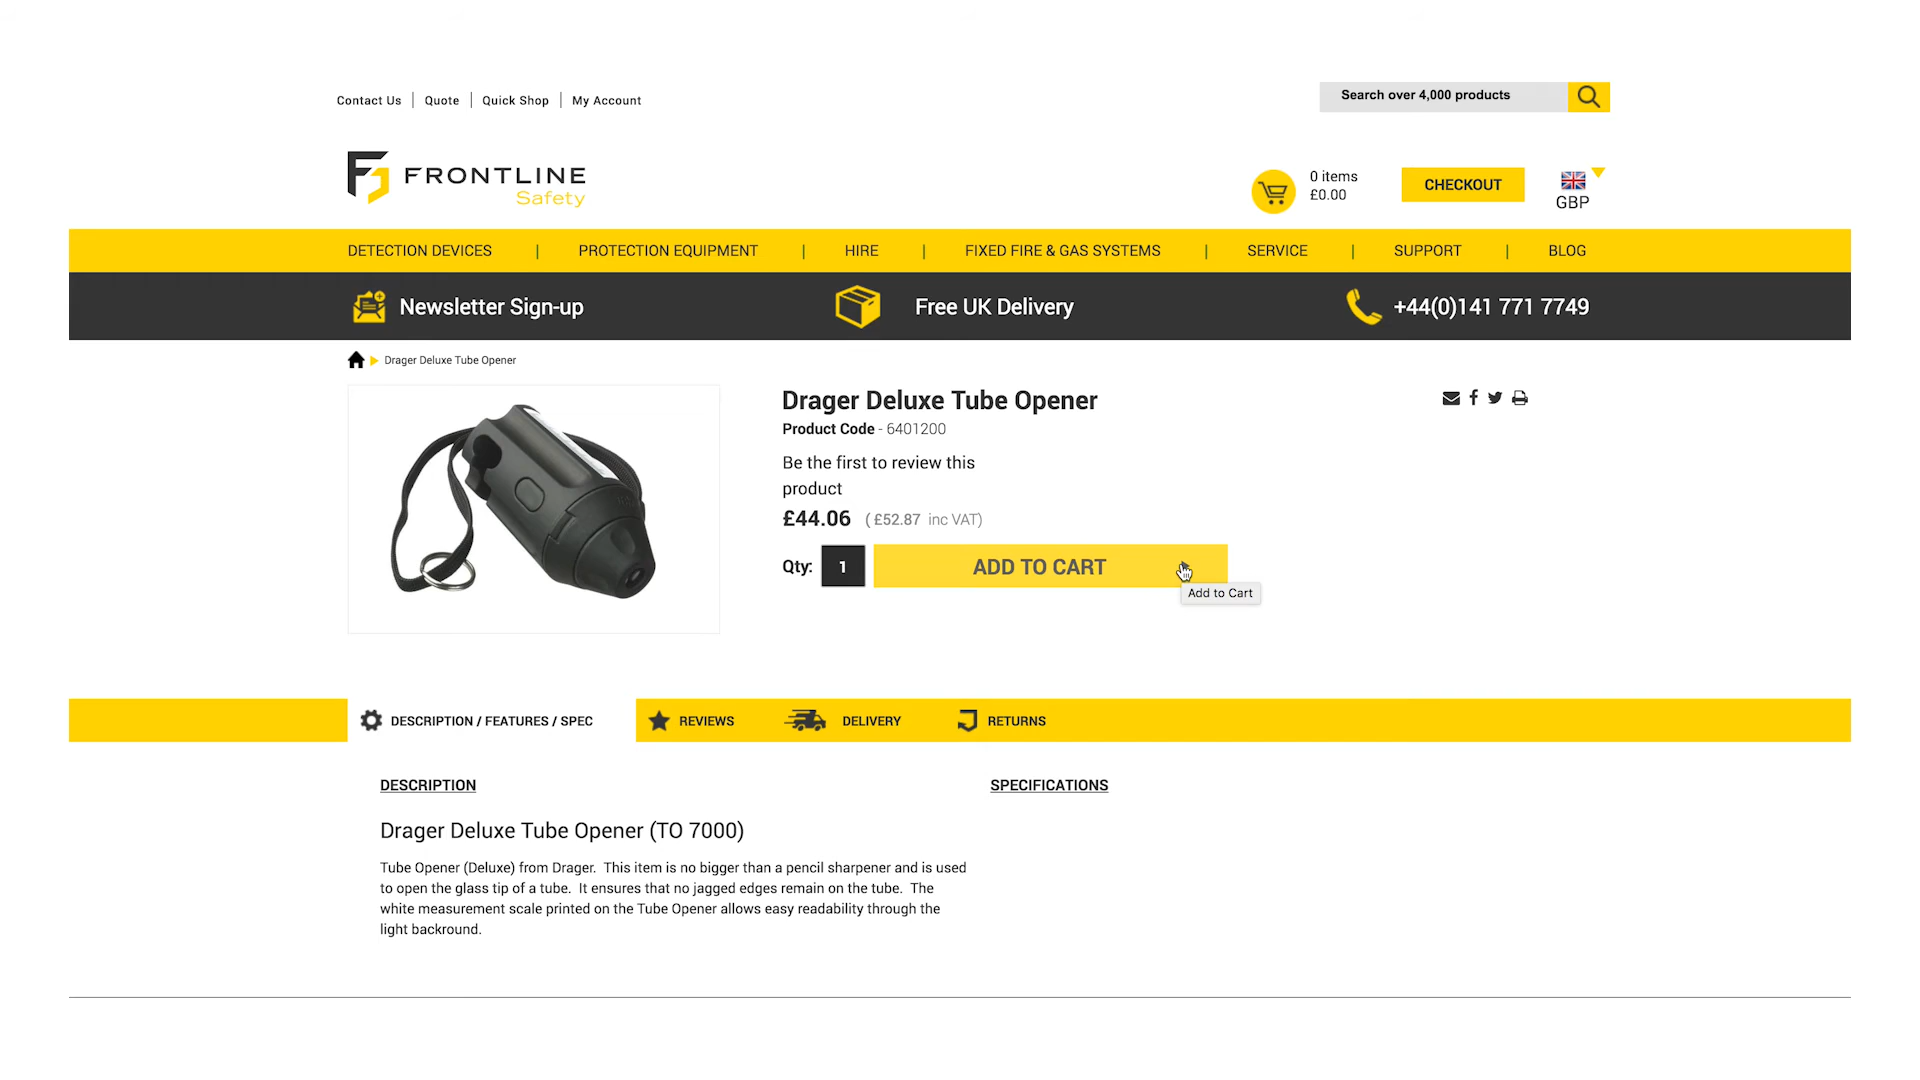 Contact Us | Quote | Quick Shop | My Account
Search over 4,000 products
FRONTLINE
Safety
0 items
£0.00
CHECKOUT
GBP
DETECTION DEVICES | PROTECTION EQUIPMENT | HIRE | FIXED FIRE & GAS SYSTEMS | SERVICE | SUPPORT | BLOG
Newsletter Sign-up
Free UK Delivery
+44(0)141 771 7749
Drager Deluxe Tube Opener
Drager Deluxe Tube Opener
Product Code - 6401200
Be the first to review this
product
£44.06 ( £52.87 inc VAT)
Qty: 1 ADD TO CART
Add to Cart
DESCRIPTION / FEATURES / SPEC
REVIEWS
DELIVERY
RETURNS
DESCRIPTION
SPECIFICATIONS
Drager Deluxe Tube Opener (TO 7000)
Tube Opener (Deluxe) from Drager. This item is no bigger than a pencil sharpener and is used
to open the glass tip of a tube. It ensures that no jagged edges remain on the tube. The
white measurement scale printed on the Tube Opener allows easy readability through the
light backround.